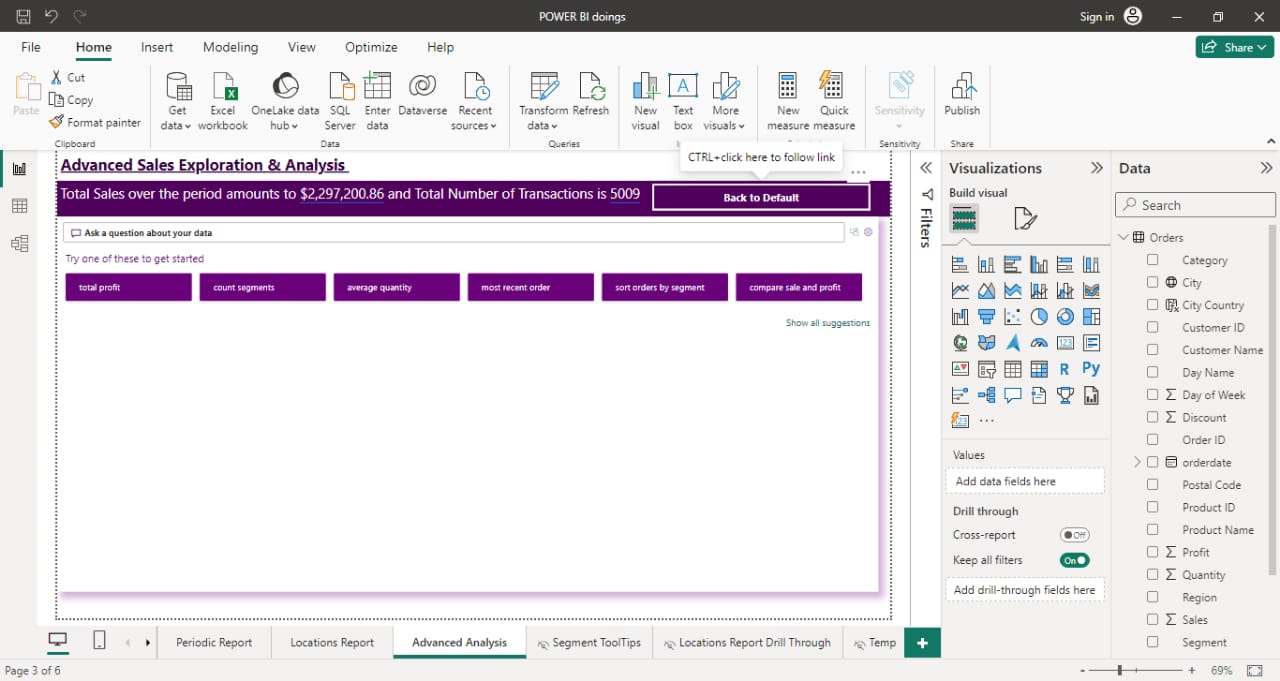 POWER BI doings
Sign in
File
Home
Insert
Modeling
View
Optimize
Help
Share
Paste
Cut
Copy
Format painter
Clipboard
Get
data
Excel
workbook
OneLake data
hub
SQL
Server
Enter
data
Dataverse
Recent
sources
Data
Transform
data
Refresh
Queries
New
visual
Text
box
More
visuals
New
measure
Quick
measure
Sensitivity
Sensitivity
Publish
Share
CTRL+click here to follow link
Advanced Sales Exploration & Analysis
Total Sales over the period amounts to $2,297,200.86 and Total Number of Transactions is 5009
Back to Default
Ask a question about your data
Try one of these to get started
total profit
count segments
average quantity
most recent order
sort orders by segment
compare sale and profit
Show all suggestions
Filters
Visualizations
Build visual
R
Py
123
123
Values
Add data fields here
Drill through
Cross-report
Off
Keep all filters
On
Add drill-through fields here
Data
Search
Orders
Category
City
City Country
Customer ID
Customer Name
Day Name
Day of Week
Discount
Order ID
orderdate
Postal Code
Product ID
Product Name
Profit
Quantity
Region
Sales
Segment
Periodic Report
Locations Report
Advanced Analysis
Segment ToolTips
Locations Report Drill Through
Temp
+
Page 3 of 6
- + 69%